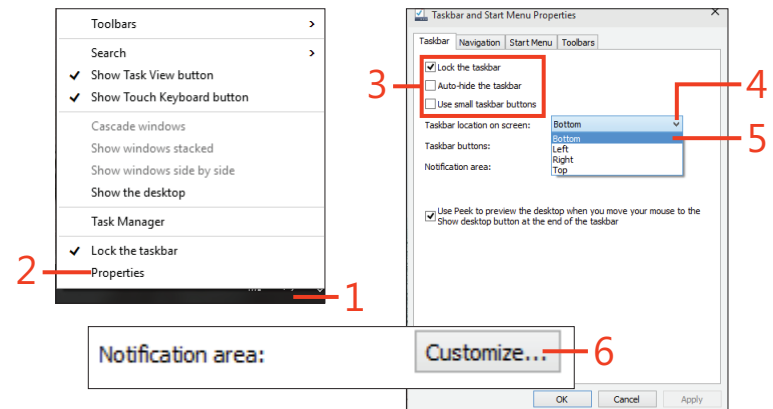 Toolbars
Search
Show Task View button
Show Touch Keyboard button
Cascade windows
Show windows stacked
Show windows side by side
Show the desktop
Task Manager
Lock the taskbar
Properties
2
1
Taskbar and Start Menu Properties
Taskbar Navigation Start Menu Toolbars
3
Lock the taskbar
Auto-hide the taskbar
Use small taskbar buttons
Taskbar location on screen: Bottom
4
Bottom
5
Left
Right
Top
Taskbar buttons:
Notification area:
Use Peek to preview the desktop when you move your mouse to the
Show desktop button at the end of the taskbar
Notification area: Customize...
6
OK Cancel Apply